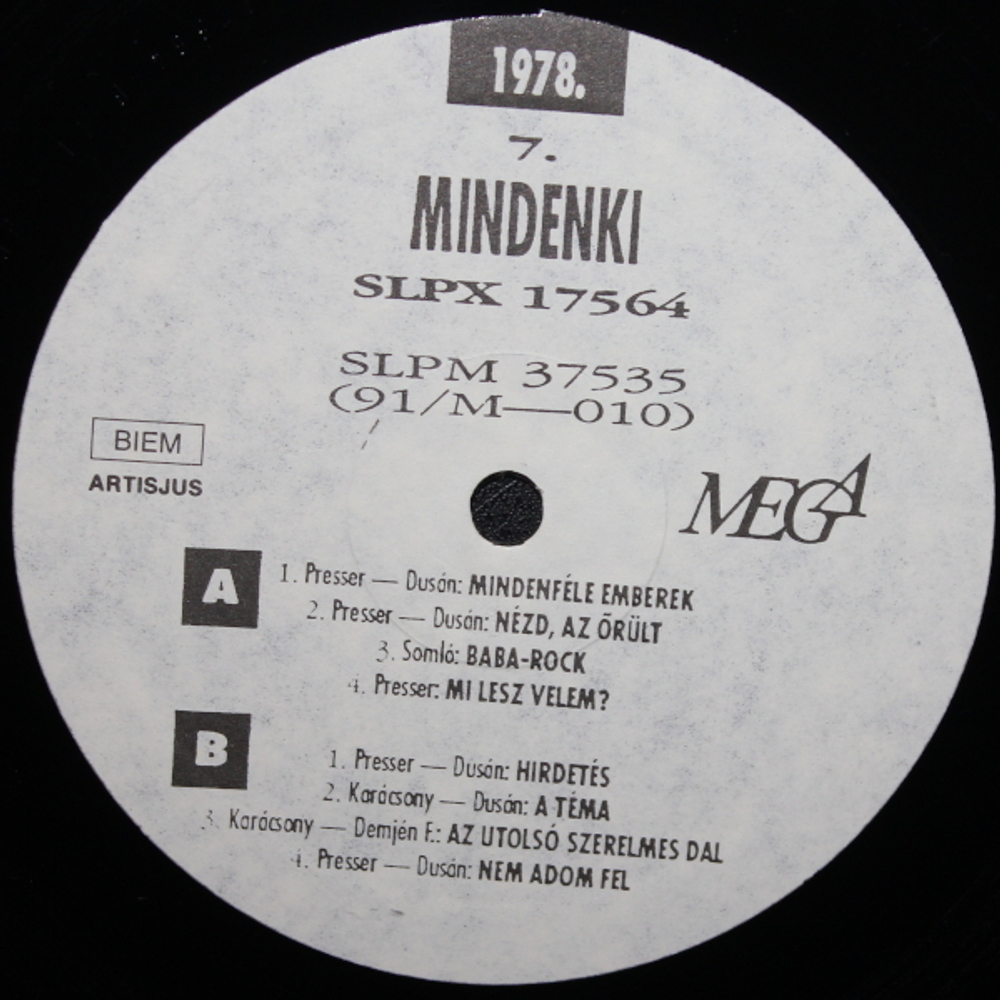 1978.
7.
MINDENKI
SLPX 17564
SLPM 37535
(91/M—010)
BIEM
ARTISJUS
MEGA
A
1. Presser — Dusán: MINDENFÉLE EMBEREK
2. Presser — Dusán: NÉZD, AZ ŐRÜLT
3. Somló: BABA-ROCK
4. Presser: MI LESZ VELEM?
B
1. Presser — Dusán: HIRDETÉS
2. Karácsony — Dusán: A TÉMA
3. Karácsony — Demjén F.: AZ UTOLSÓ SZERELMES DAL
4. Presser — Dusán: NEM ADOM FEL